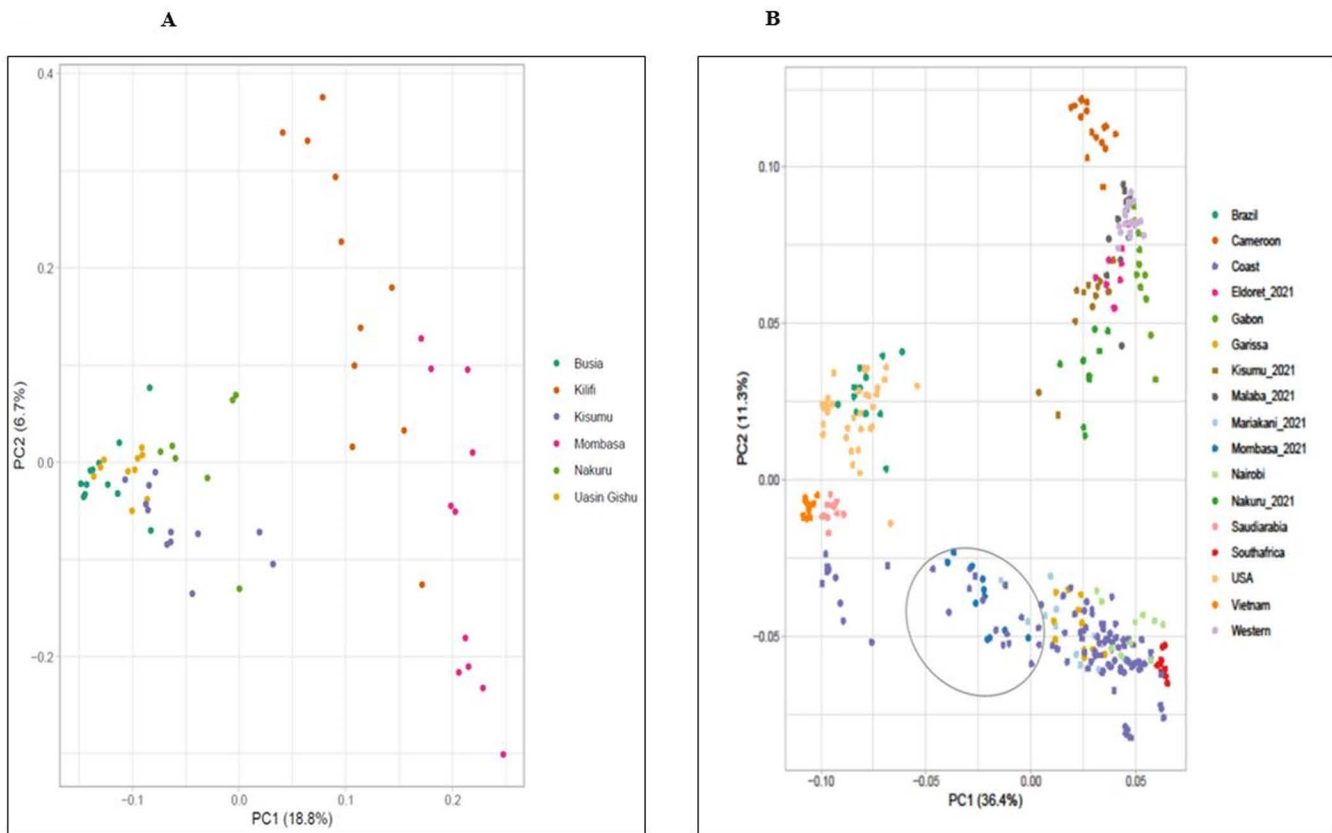 A
B
0.4
0.2
0.0
−0.2
PC2 (6.7%)
−0.1
0.0
0.1
0.2
PC1 (18.8%)
Busia
Kilifi
Kisumu
Mombasa
Nakuru
Uasin Gishu
0.10
0.05
0.00
−0.05
PC2 (11.3%)
−0.10
−0.05
0.00
0.05
PC1 (36.4%)
Brazil
Cameroon
Coast
Eldoret_2021
Gabon
Garissa
Kisumu_2021
Malaba_2021
Mariakani_2021
Mombasa_2021
Nairobi
Nakuru_2021
Saudiarabia
Southafrica
USA
Vietnam
Western